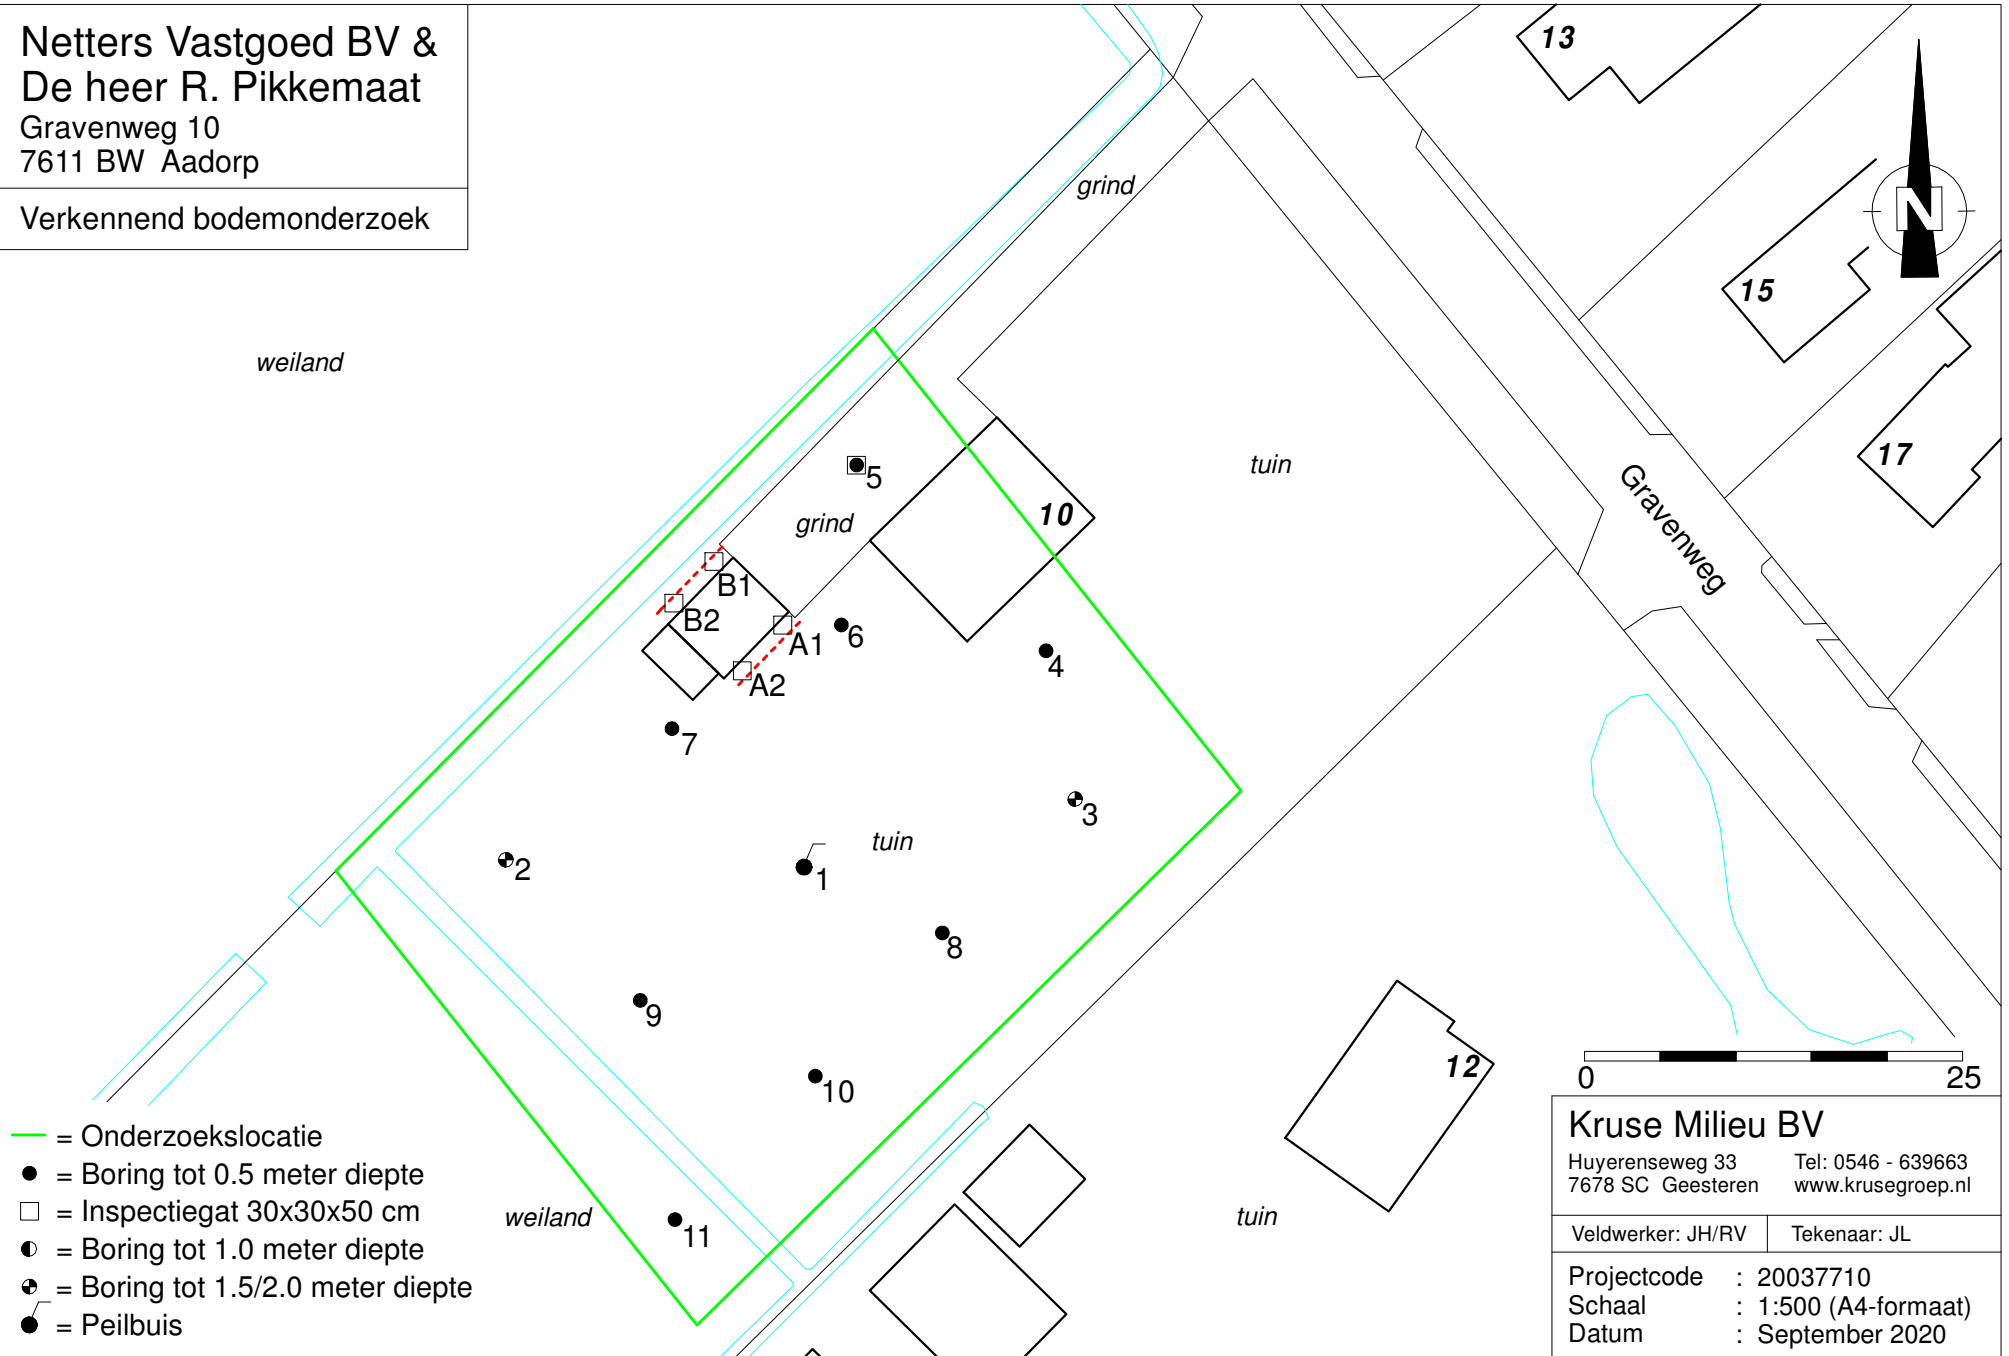 Netters Vastgoed BV &
De heer R. Pikkemaat
Gravenweg 10
7611 BW Aadorp
Verkennend bodemonderzoek
13
grind
N
15
weiland
17
tuin
Gravenweg
5
10
grind
B1
B2
A1
6
A2
4
7
3
tuin
2
1
8
9
12
10
0 25
11
weiland
tuin
= Onderzoekslocatie
= Boring tot 0.5 meter diepte
= Inspectiegat 30x30x50 cm
= Boring tot 1.0 meter diepte
= Boring tot 1.5/2.0 meter diepte
= Peilbuis
Kruse Milieu BV
Huyerenseweg 33 Tel: 0546 - 639663
7678 SC Geesteren www.krusegroep.nl
Veldwerker: JH/RV Tekenaar: JL
Projectcode : 20037710
Schaal : 1:500 (A4-formaat)
Datum : September 2020